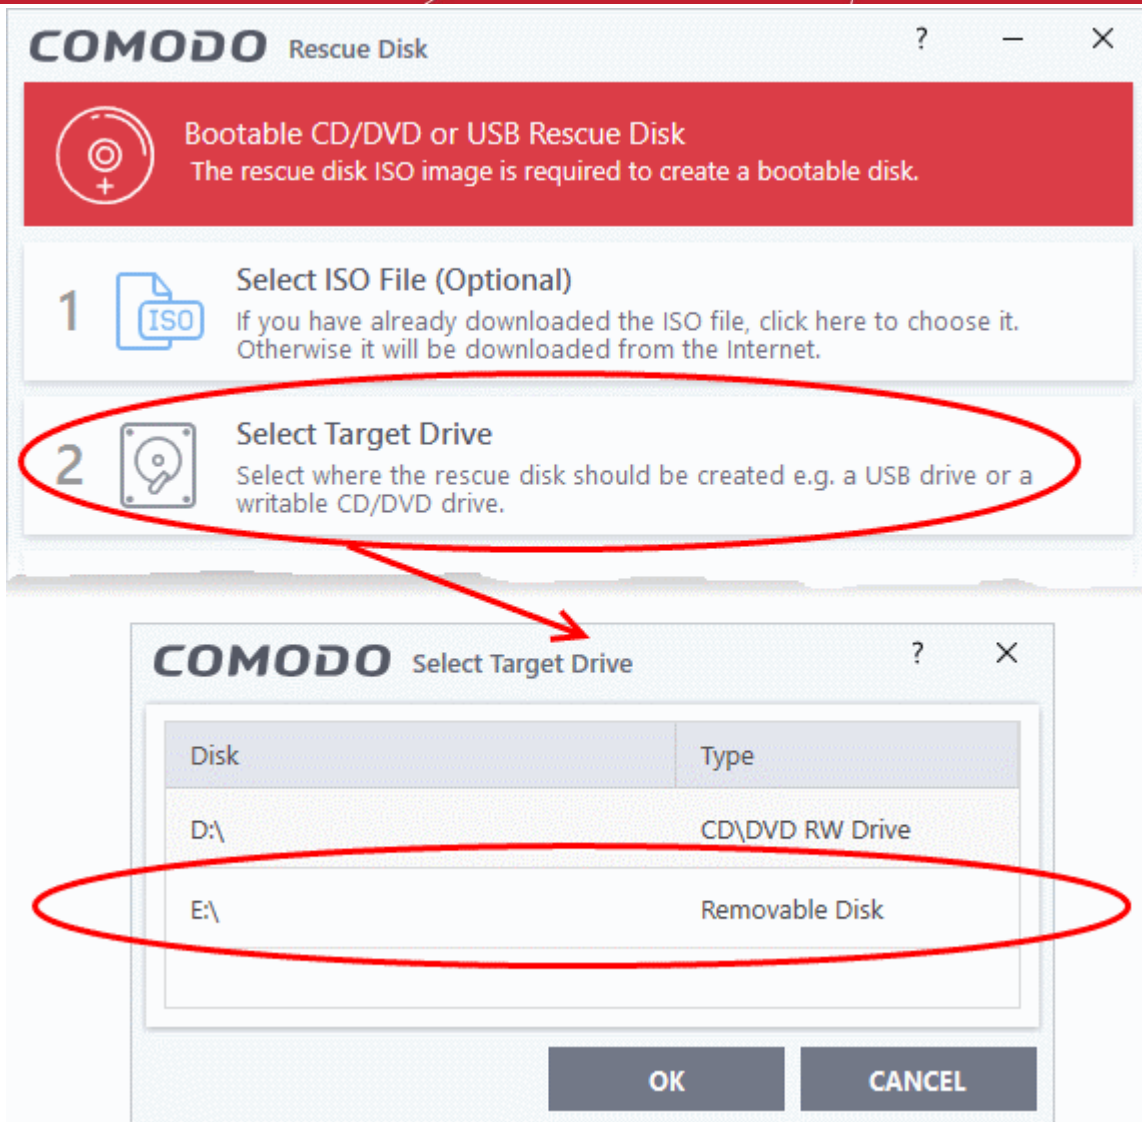 COMODO Rescue Disk ?
Bootable CD/DVD or USB Rescue Disk
The rescue disk ISO image is required to create a bootable disk.
1 ISO Select ISO File (Optional)
If you have already downloaded the ISO file, click here to choose it.
Otherwise it will be downloaded from the Internet.
2 Select Target Drive
Select where the rescue disk should be created e.g. a USB drive or a
writable CD/DVD drive.
COMODO Select Target Drive ?
Disk Type
D:\ CD\DVD RW Drive
E:\ Removable Disk
OK CANCEL